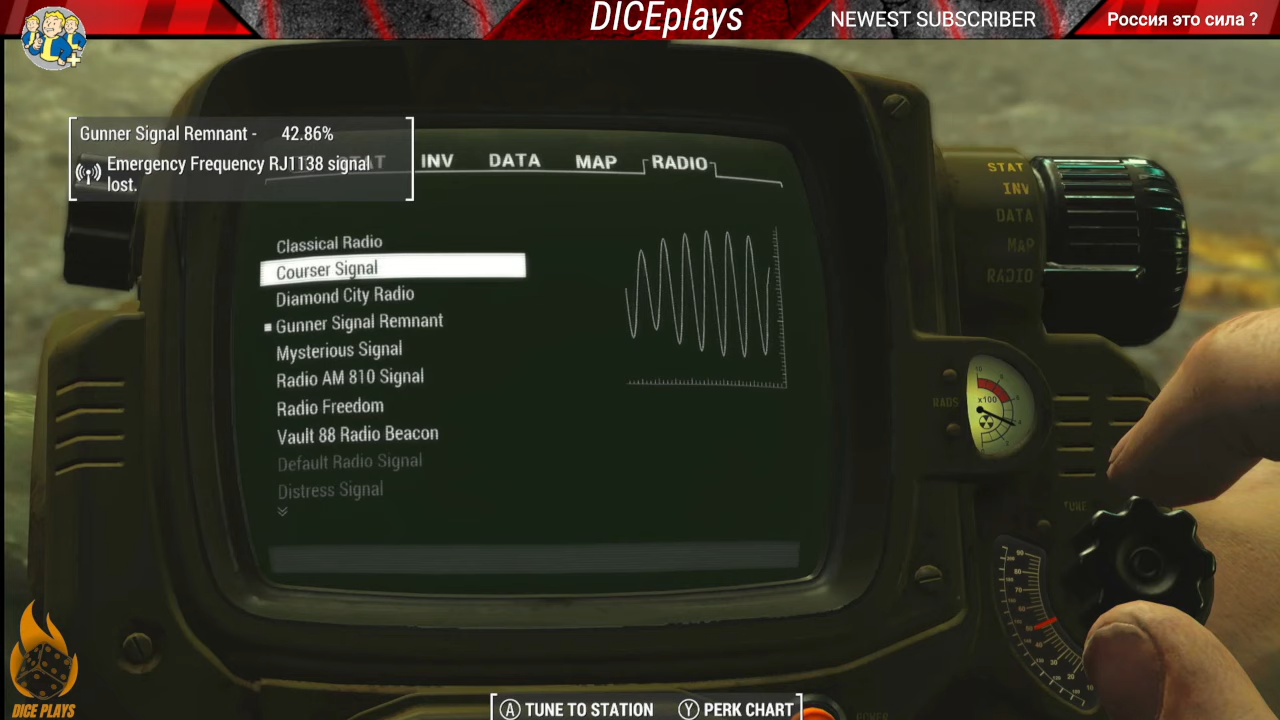 DICEplays
NEWEST SUBSCRIBER
Россия это сила ?
Gunner Signal Remnant - 42.86%
Emergency Frequency RJ1138 signal
lost.
INV DATA MAP RADIO
Classical Radio
Courser Signal
Diamond City Radio
Gunner Signal Remnant
Mysterious Signal
Radio AM 810 Signal
Radio Freedom
Vault 88 Radio Beacon
Default Radio Signal
Distress Signal
STAT
INV
DATA
MAP
RADIO
RADS
x100
TUNE
DICE PLAYS
A TUNE TO STATION Y PERK CHART
POWER